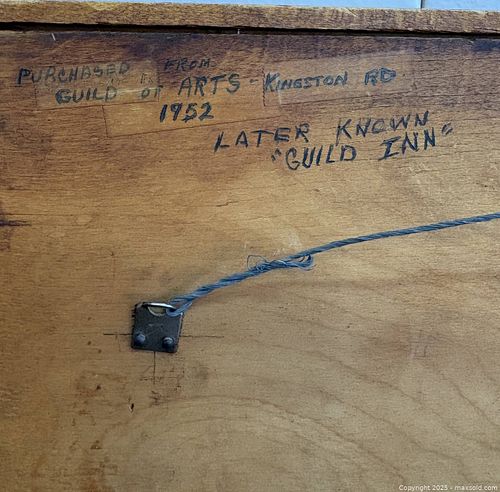 PURCHASED FROM
GUILD OF ARTS - KINGSTON RD
1952
LATER KNOWN
"GUILD INN"
Copyright 2025 - maxsold.com